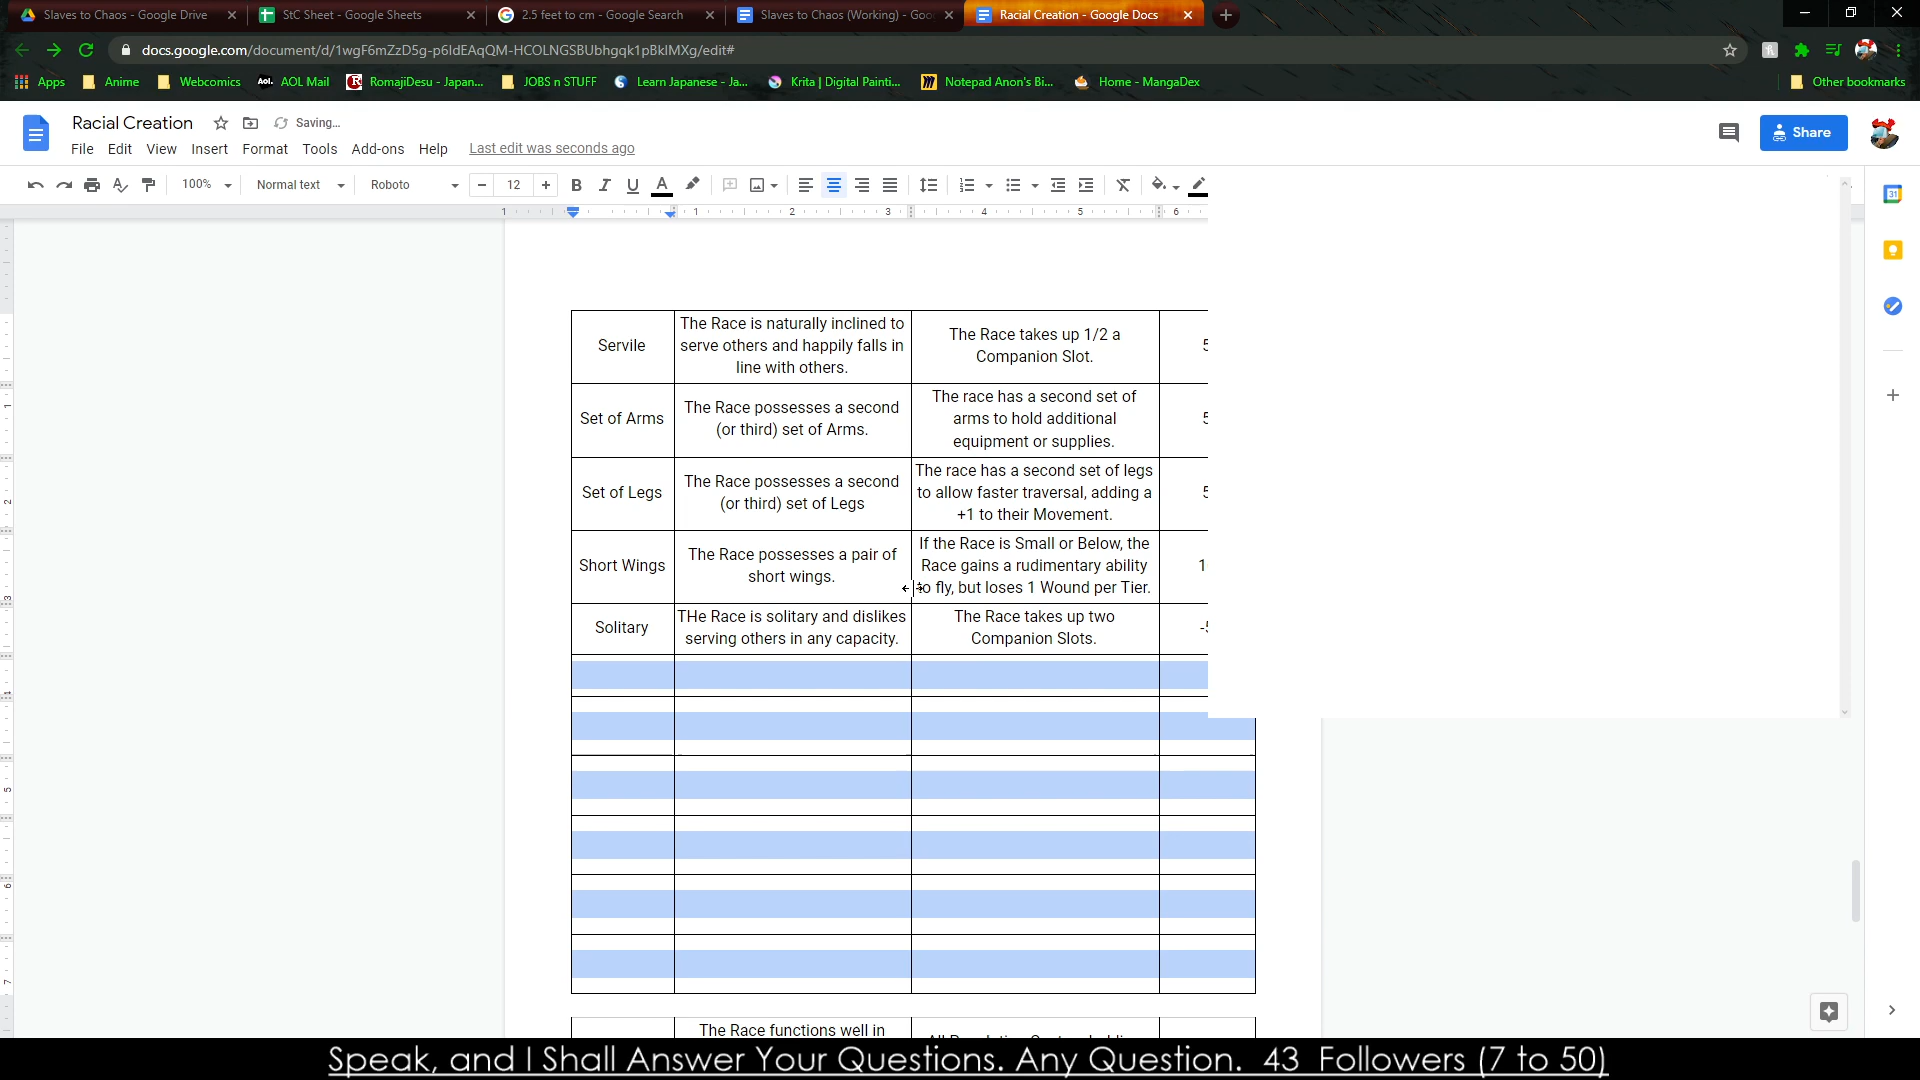 Slaves to Chaos - Google Drive
StC Sheet - Google Sheets
2.5 feet to cm - Google Search
Slaves to Chaos (Working) - Goo
Racial Creation - Google Docs
docs.google.com/document/d/1wgF6mZzD5g-p6IdEAqQM-HCOLNGSBUbhgqk1pBklMXg/edit#
Apps
Anime
Webcomics
Aol. AOL Mail
RomajiDesu - Japan...
JOBS n STUFF
Learn Japanese - Ja...
Krita | Digital Painti...
Notepad Anon's Bi...
Home - MangaDex
Other bookmarks
Racial Creation
Saving...
File Edit View Insert Format Tools Add-ons Help
Last edit was seconds ago
Share
100% Normal text Roboto 12
1 1 2 3 4 5 6
31
Servile
The Race is naturally inclined to
serve others and happily falls in
line with others.
The Race takes up 1/2 a
Companion Slot.
Set of Arms
The Race possesses a second
(or third) set of Arms.
The race has a second set of
arms to hold additional
equipment or supplies.
Set of Legs
The Race possesses a second
(or third) set of Legs
The race has a second set of legs
to allow faster traversal, adding a
+1 to their Movement.
Short Wings
The Race possesses a pair of
short wings.
If the Race is Small or Below, the
Race gains a rudimentary ability
to fly, but loses 1 Wound per Tier.
Solitary
THe Race is solitary and dislikes
serving others in any capacity.
The Race takes up two
Companion Slots.
The Race functions well in
Speak, and I Shall Answer Your Questions. Any Question. 43 Followers (7 to 50)